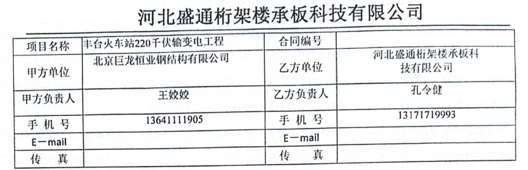 河北盛通桁架楼承板科技有限公司
项目名称 丰台火车站220千伏输变电工程 合同编号
甲方单位 北京巨龙恒业钢结构有限公司 乙方单位 河北盛通桁架楼承板科
技有限公司
甲方负责人 王姣姣 乙方负责人 孔令健
手机号 13641111905 手机号 13171719993
E—mail E—mail
传真 传真